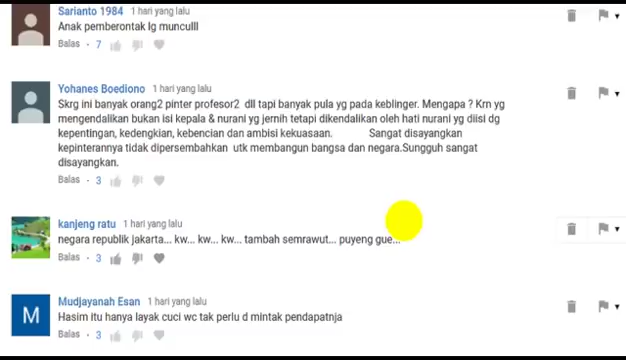 Sarianto 1984 1 hari yang lalu
Anak pemberontak lg munculll
Balas · 7
Yohanes Boediono 1 hari yang lalu
Skrg ini banyak orang2 pinter profesor2 dll tapi banyak pula yg pada keblinger. Mengapa ? Krn yg
mengendalikan bukan isi kepala & nurani yg jernih tetapi dikendalikan oleh hati nurani yg diisi dg
kepentingan, kedengkian, kebencian dan ambisi kekuasaan. Sangat disayangkan
kepinterannya tidak dipersembahkan utk membangun bangsa dan negara.Sungguh sangat
disayangkan.
Balas · 3
kanjeng ratu 1 hari yang lalu
negara republik jakarta... kw... kw... kw... tambah semrawut... puyeng gue...
Balas · 3
M
Mudjayanah Esan 1 hari yang lalu
Hasim itu hanya layak cuci wc tak perlu d mintak pendapatnja
Balas · 3